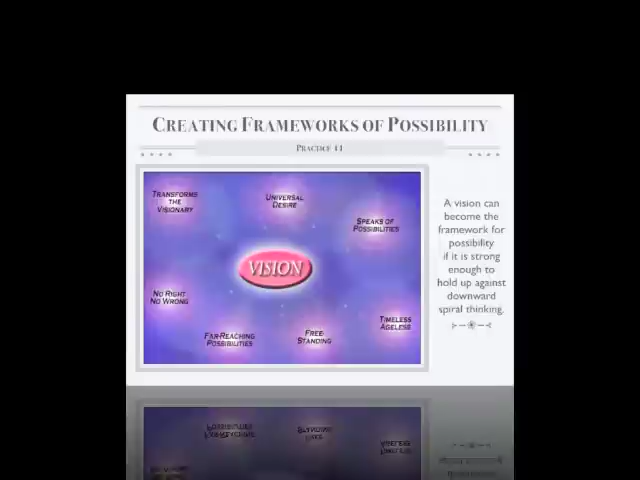 CREATING FRAMEWORKS OF POSSIBILITY
PRACTICE 11
TRANSFORMS
THE
VISIONARY
UNIVERSAL
DESIRE
SPEAKS OF
POSSIBILITIES
VISION
NO RIGHT
NO WRONG
FAR-REACHING
POSSIBILITIES
FREE-
STANDING
TIMELESS
AGELESS
A vision can
become the
framework for
possibility
if it is strong
enough to
hold up against
downward
spiral thinking.